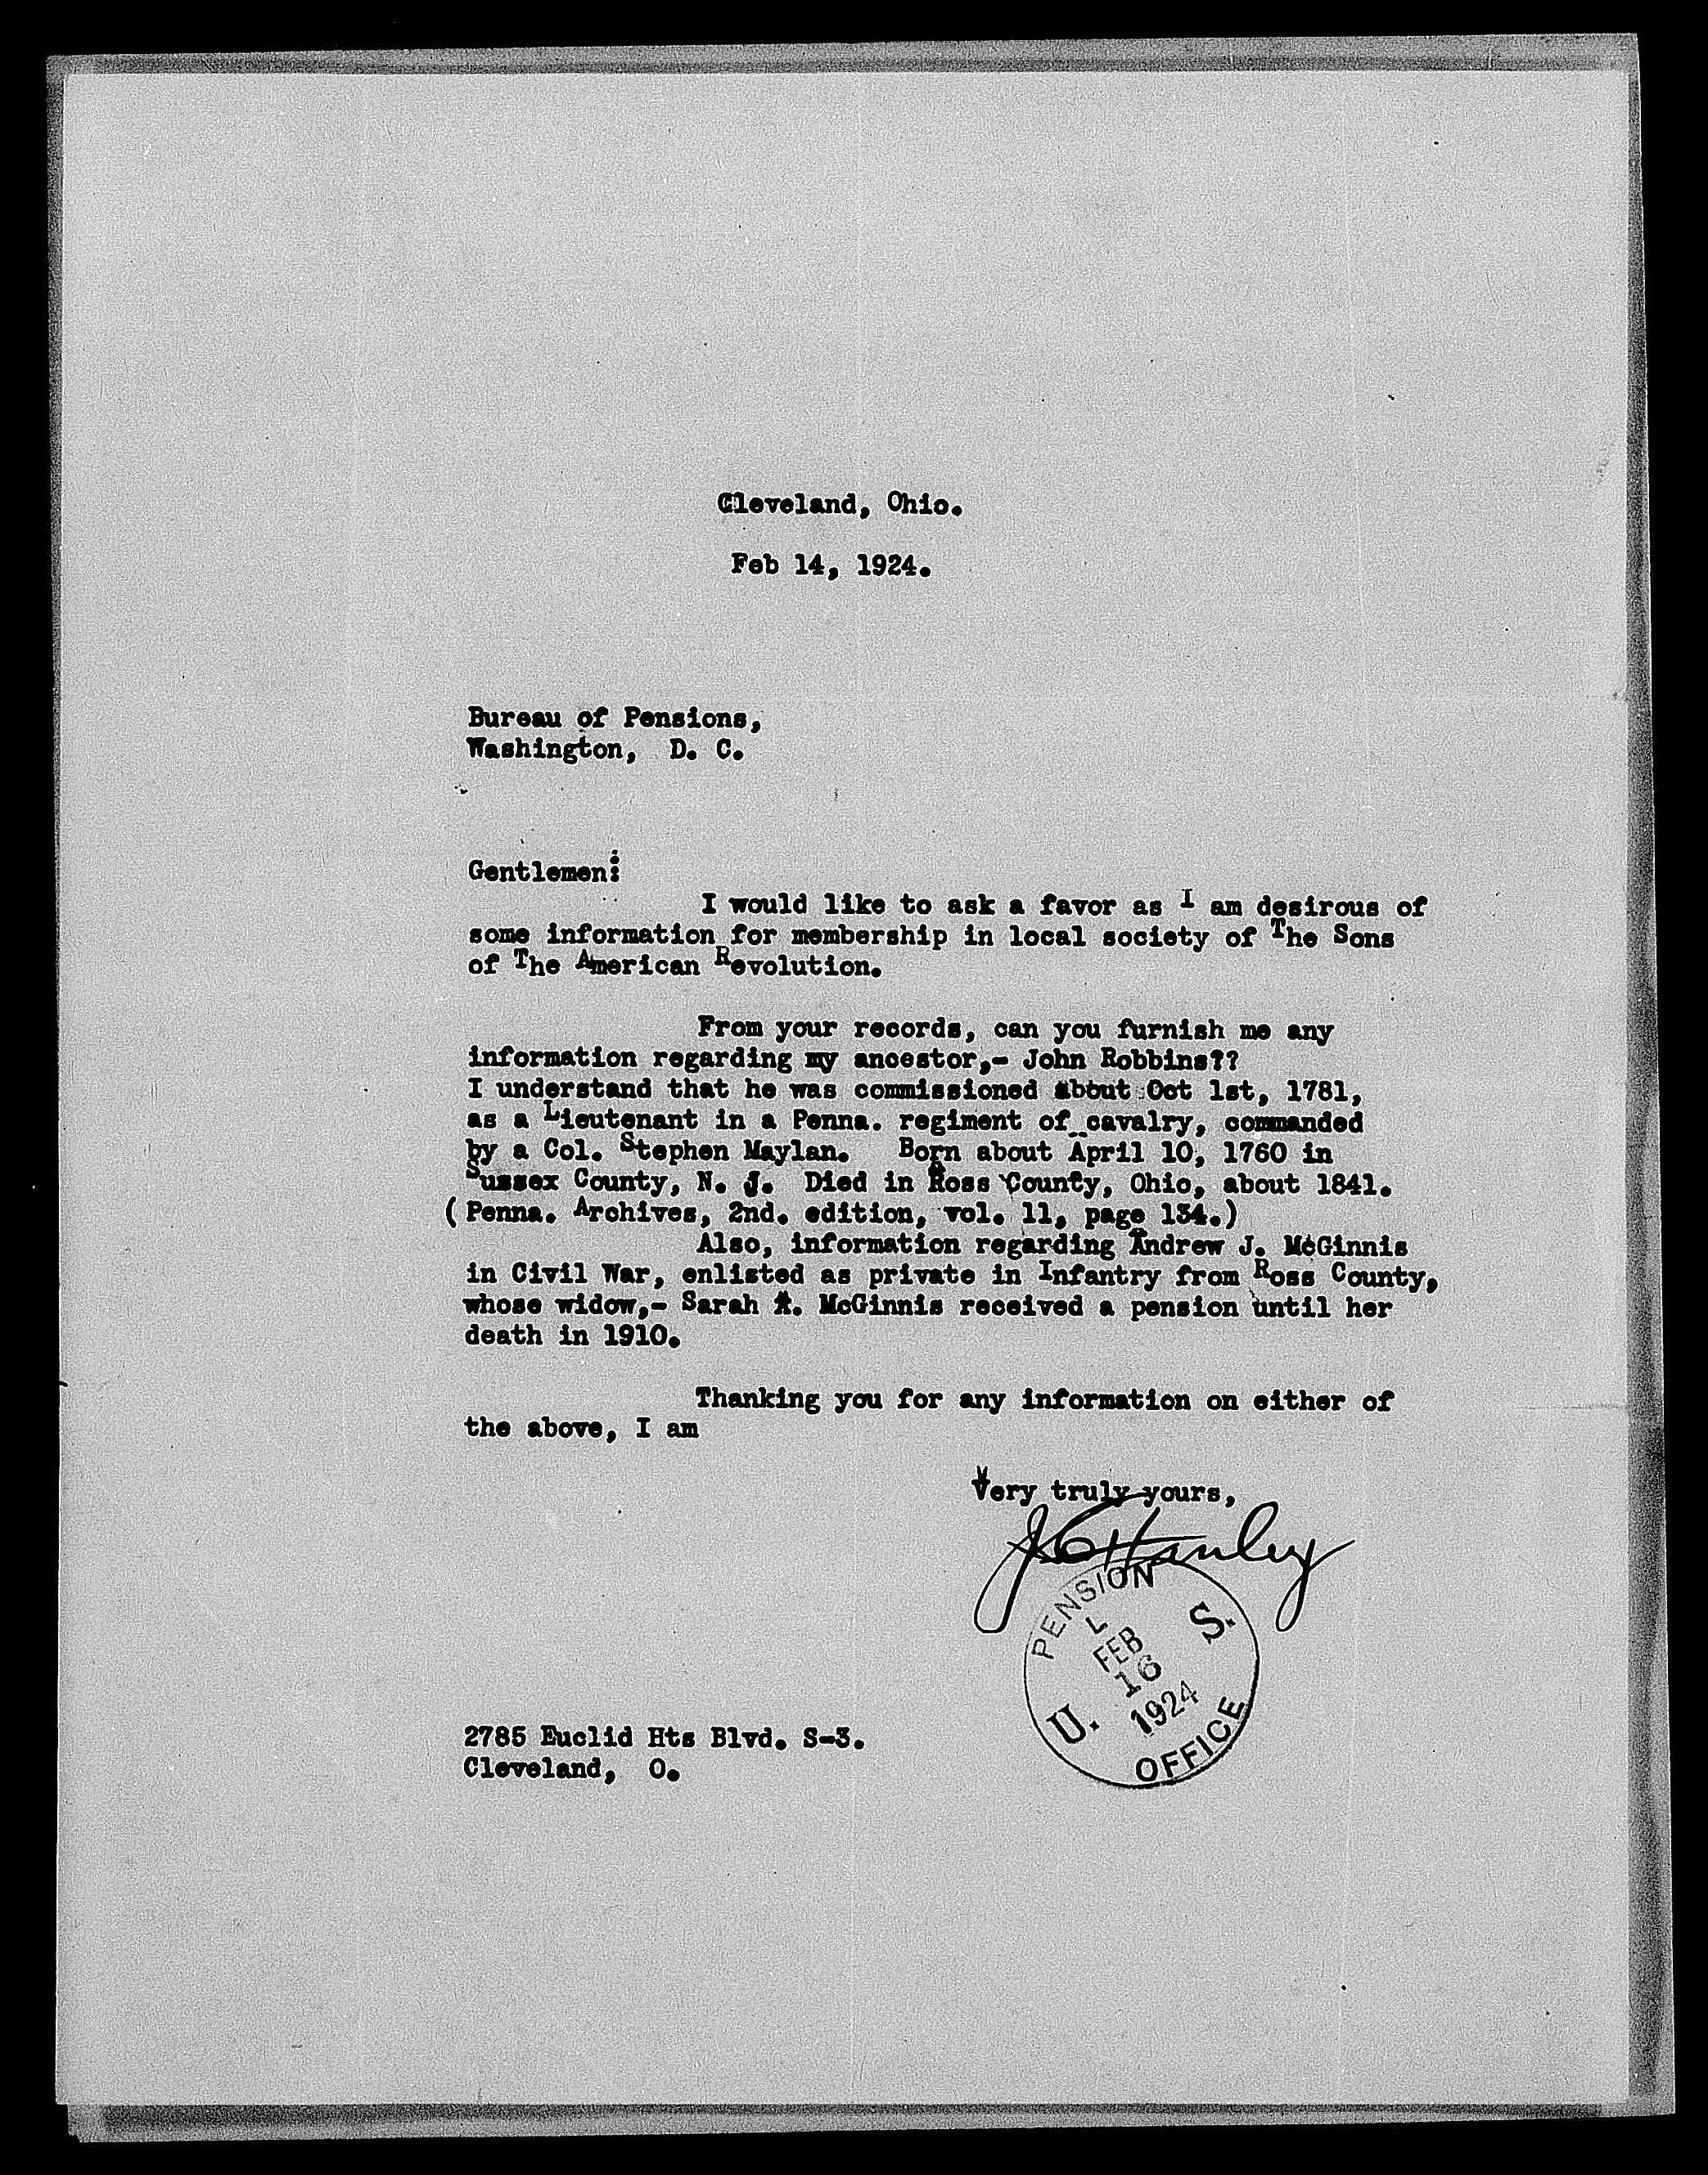 Cleveland, Ohio.
Feb 14, 1924.
Bureau of Pensions,
Washington, D. C.
Gentlemen:
I would like to ask a favor as I am desirous of
some information for membership in local society of The Sons
of The American Revolution.
From your records, can you furnish me any
information regarding my ancestor,- John Robbins??
I understand that he was commissioned about Oct 1st, 1781,
as a Lieutenant in a Penna. regiment of cavalry, commanded
by a Col. Stephen Maylan. Born about April 10, 1760 in
Sussex County, N. J. Died in Ross County, Ohio, about 1841.
(Penna. Archives, 2nd. edition, vol. 11, page 134.)
Also, information regarding Andrew J. McGinnis
in Civil War, enlisted as private in Infantry from Ross County,
whose widow,- Sarah A. McGinnis received a pension until her
death in 1910.
Thanking you for any information on either of
the above, I am
Very truly yours,
J C Hanley
PENSION
L
FEB
16
1924
U. S.
OFFICE
2785 Euclid Hts Blvd. S-3.
Cleveland, O.